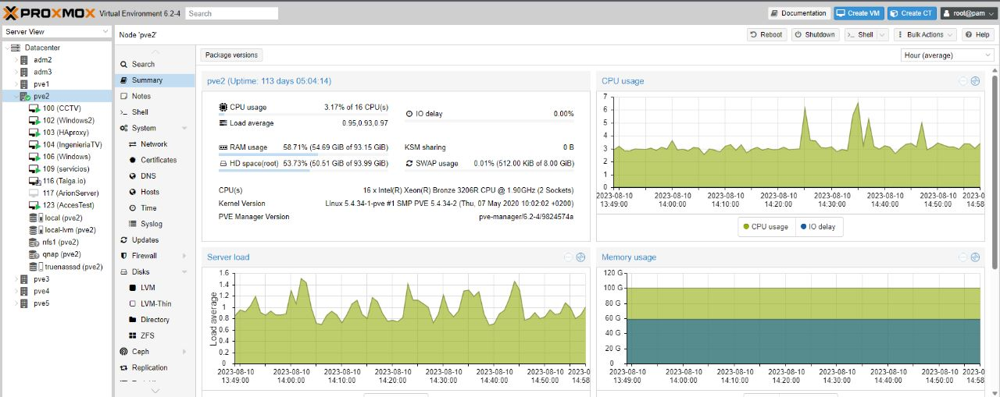 PROXMOX Virtual Environment 6.2-4 Search Documentation Create VM Create CT root@pam
Server View
Node 'pve2' Reboot Shutdown Shell Bulk Actions Help
Datacenter
adm2
adm3
pve1
pve2
100 (CCTV)
102 (Windows2)
103 (HAproxy)
104 (IngenieriaTV)
106 (Windows)
109 (servicios)
116 (Taiga.io)
117 (ArionServer)
123 (AccesTest)
local (pve2)
local-lvm (pve2)
nfs1 (pve2)
qnap (pve2)
truenasssd (pve2)
pve3
pve4
pve5
Search
Summary
Notes
Shell
System
Network
Certificates
DNS
Hosts
Time
Syslog
Updates
Firewall
Disks
LVM
LVM-Thin
Directory
ZFS
Ceph
Replication
Package versions
Hour (average)
pve2 (Uptime: 113 days 05:04:14)
CPU usage 3.17% of 16 CPU(s)
IO delay 0.00%
Load average 0.95,0.93,0.97
RAM usage 58.71% (54.69 GiB of 93.15 GiB)
KSM sharing 0 B
HD space(root) 53.73% (50.51 GiB of 93.99 GiB)
SWAP usage 0.01% (512.00 KiB of 8.00 GiB)
CPU(s) 16 x Intel(R) Xeon(R) Bronze 3206R CPU @ 1.90GHz (2 Sockets)
Kernel Version Linux 5.4.34-1-pve #1 SMP PVE 5.4.34-2 (Thu, 07 May 2020 10:02:02 +0200)
PVE Manager Version pve-manager/6.2-4/9824574a
CPU usage
7
6
5
4
3
2
1
0
2023-08-10 2023-08-10 2023-08-10 2023-08-10 2023-08-10 2023-08-10 2023-08-10 2023-0
13:49:00 14:00:00 14:10:00 14:20:00 14:30:00 14:40:00 14:50:00 14:58
CPU usage IO delay
Server load
Load average
1.6
1.4
1.2
1
0.8
0.6
0.4
0.2
0
2023-08-10 2023-08-10 2023-08-10 2023-08-10 2023-08-10 2023-08-10 2023-08-10 2023-0
13:49:00 14:00:00 14:10:00 14:20:00 14:30:00 14:40:00 14:50:00 14:58
Memory usage
120 G
100 G
80 G
60 G
40 G
20 G
0
2023-08-10 2023-08-10 2023-08-10 2023-08-10 2023-08-10 2023-08-10 2023-08-10 2023-0
13:49:00 14:00:00 14:10:00 14:20:00 14:30:00 14:40:00 14:50:00 14:58